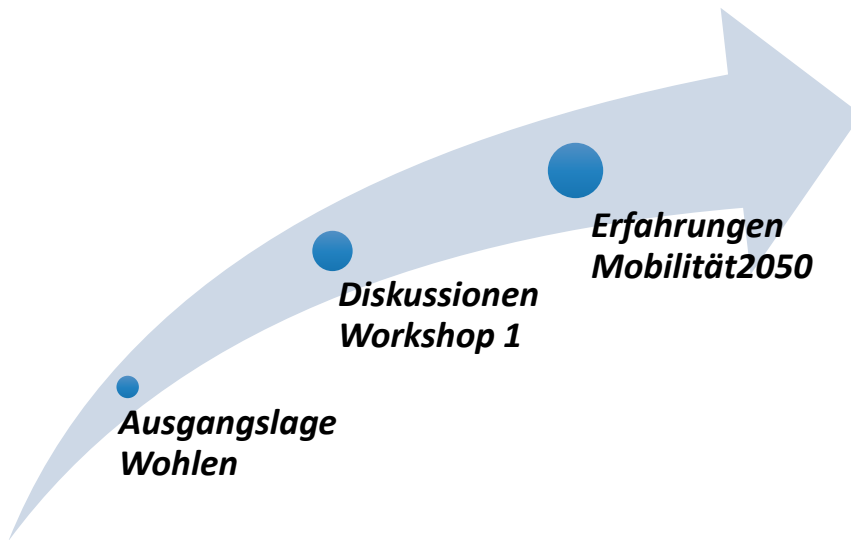 Erfahrungen
Mobilität2050
Diskussionen
Workshop 1
Ausgangslage
Wohlen